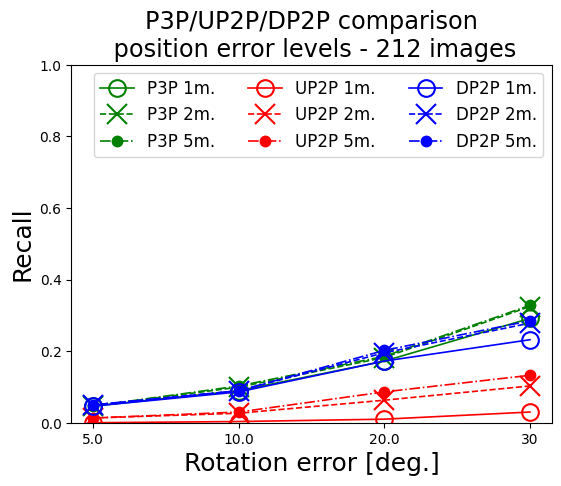 P3P/UP2P/DP2P comparison
position error levels - 212 images
P3P 1m.
P3P 2m.
P3P 5m.
UP2P 1m.
UP2P 2m.
UP2P 5m.
DP2P 1m.
DP2P 2m.
DP2P 5m.
Recall
1.0
0.8
0.6
0.4
0.2
0.0
5.0 10.0 20.0 30
Rotation error [deg.]